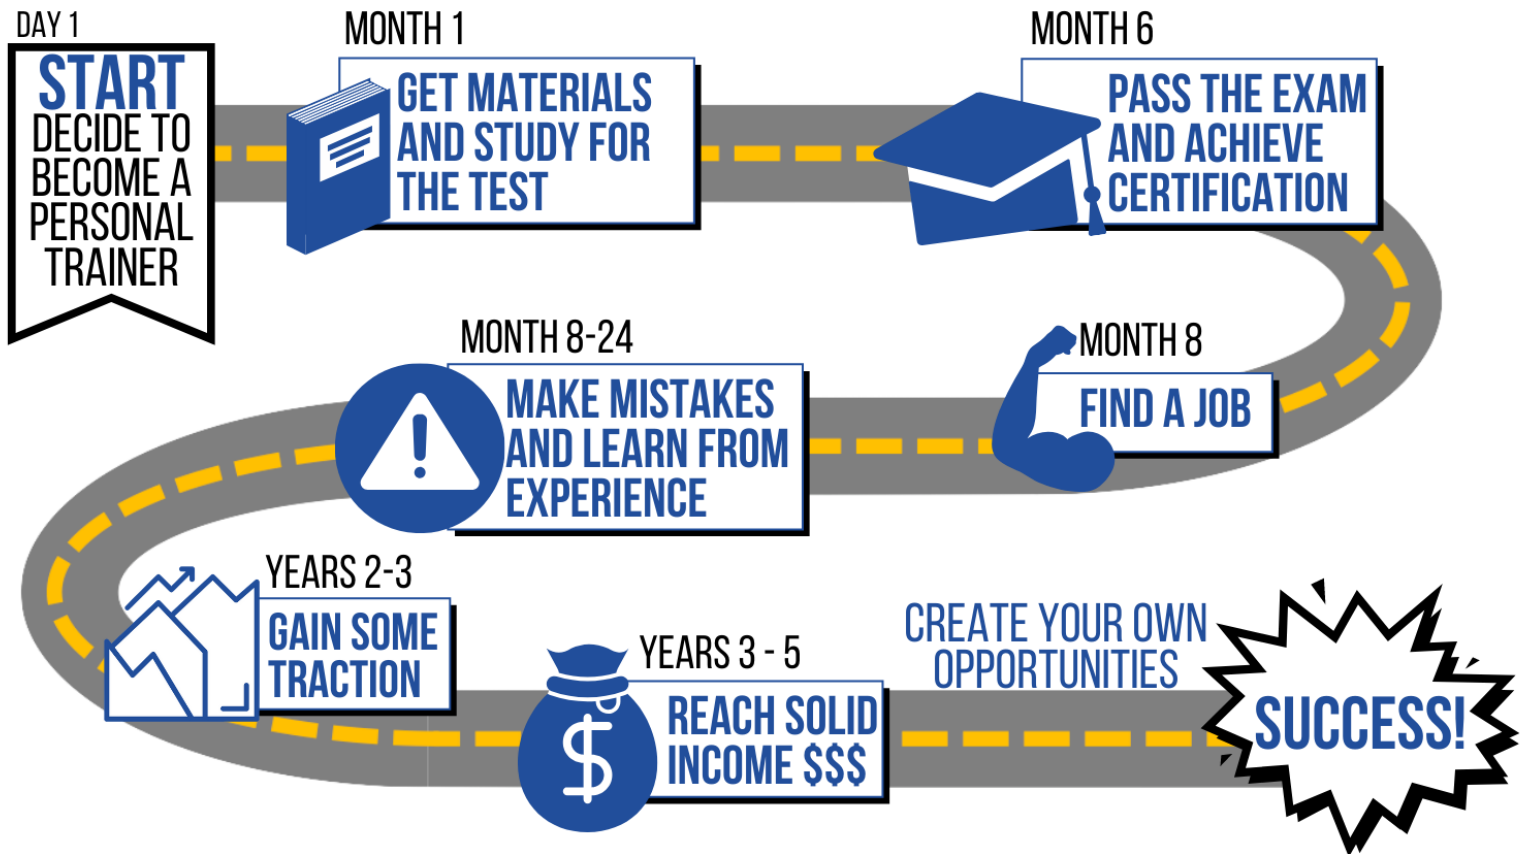 DAY 1
START
DECIDE TO
BECOME A
PERSONAL
TRAINER
MONTH 1
GET MATERIALS
AND STUDY FOR
THE TEST
MONTH 6
PASS THE EXAM
AND ACHIEVE
CERTIFICATION
MONTH 8
FIND A JOB
MONTH 8-24
!
MAKE MISTAKES
AND LEARN FROM
EXPERIENCE
YEARS 2-3
GAIN SOME
TRACTION
YEARS 3 - 5
$
REACH SOLID
INCOME $$$
CREATE YOUR OWN
OPPORTUNITIES
SUCCESS!